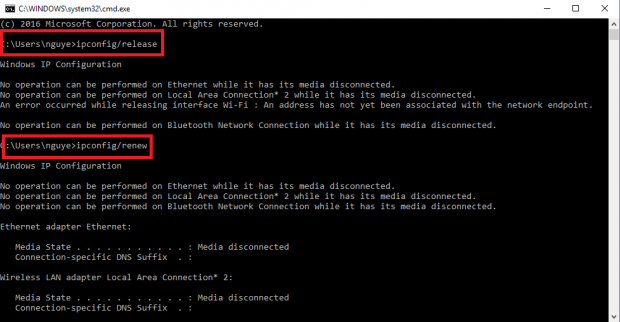 C:\WINDOWS\system32\cmd.exe
(c) 2016 Microsoft Corporation. All rights reserved.
C:\Users\nguye>ipconfig/release
Windows IP Configuration
No operation can be performed on Ethernet while it has its media disconnected.
No operation can be performed on Local Area Connection* 2 while it has its media disconnected.
An error occurred while releasing interface Wi-Fi : An address has not yet been associated with the network endpoint.
No operation can be performed on Bluetooth Network Connection while it has its media disconnected.
C:\Users\nguye>ipconfig/renew
Windows IP Configuration
No operation can be performed on Ethernet while it has its media disconnected.
No operation can be performed on Local Area Connection* 2 while it has its media disconnected.
No operation can be performed on Bluetooth Network Connection while it has its media disconnected.
Ethernet adapter Ethernet:
Media State . . . . . . . . . . . : Media disconnected
Connection-specific DNS Suffix  . :
Wireless LAN adapter Local Area Connection* 2:
Media State . . . . . . . . . . . : Media disconnected
Connection-specific DNS Suffix  . :